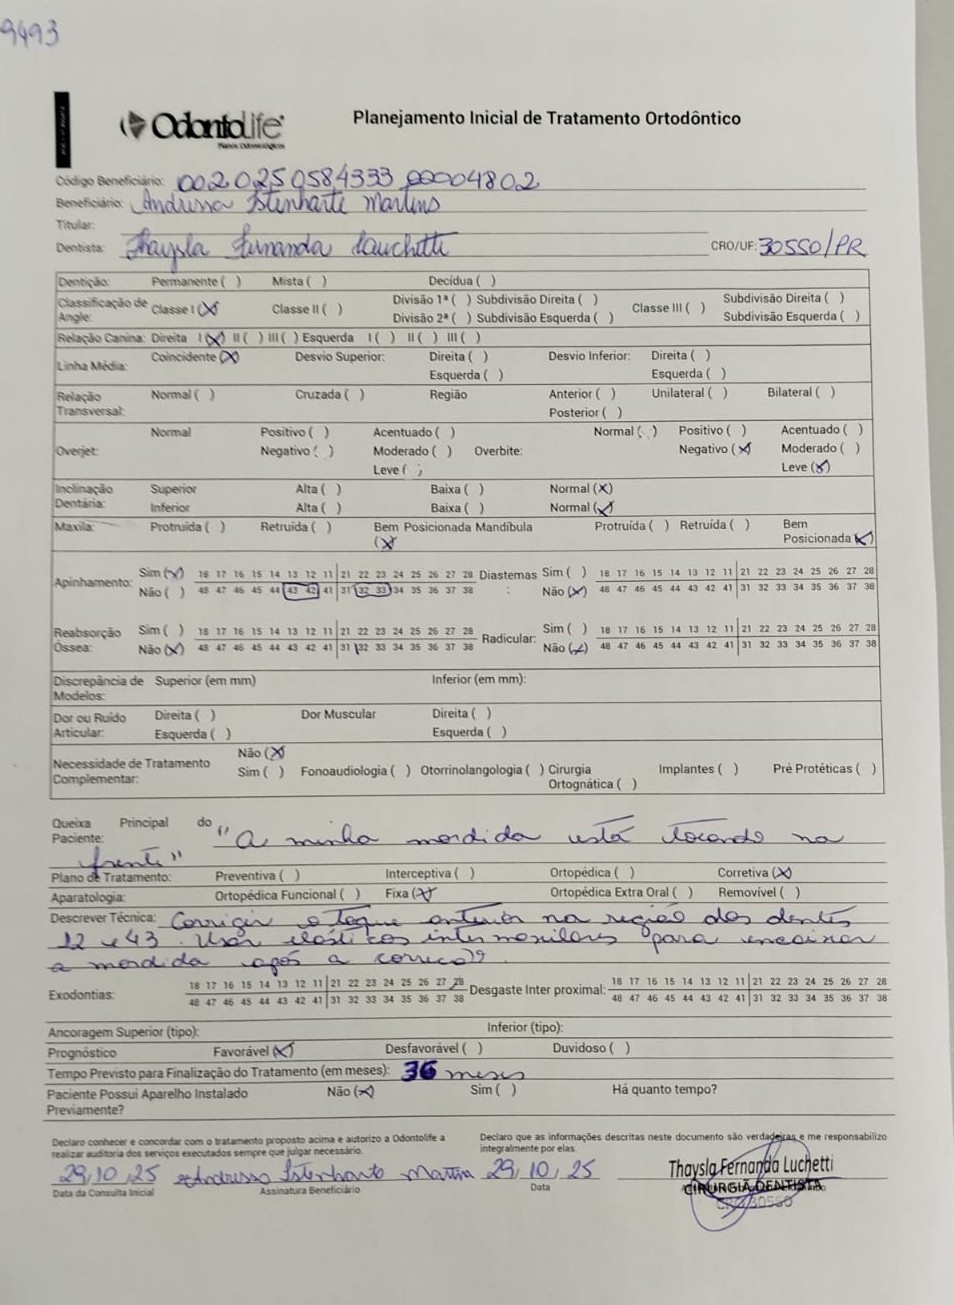 9493
OdontoLife
Planos Odontológicos
Planejamento Inicial de Tratamento Ortodôntico
Código Beneficiário: 0020250584333 00004802
Beneficiário: Andressa Istenharte Martins
Titular:
Dentista: Thaysla Fernanda Luuchetti CRO/UF: 30550/PR
Dentição: Permanente ( ) Mista ( ) Decídua ( )
Classificação de Angle: Classe I (X) Classe II ( ) Divisão 1ª ( ) Subdivisão Direita ( ) Classe III ( ) Subdivisão Direita ( )
Divisão 2ª ( ) Subdivisão Esquerda ( ) Subdivisão Esquerda ( )
Relação Canina: Direita I (X) II ( ) III ( ) Esquerda I ( ) II ( ) III ( )
Linha Média: Coincidente (X) Desvio Superior: Direita ( ) Desvio Inferior: Direita ( )
Esquerda ( ) Esquerda ( )
Relação Transversal: Normal ( ) Cruzada ( ) Região Anterior ( ) Unilateral ( ) Bilateral ( )
Posterior ( )
Overjet: Normal Positivo ( ) Acentuado ( ) Overbite: Normal ( ) Positivo ( ) Acentuado ( )
Negativo ( ) Moderado ( ) Negativo (X) Moderado ( )
Leve ( ) Leve (X)
Inclinação Dentária: Superior Alta ( ) Baixa ( ) Normal (X)
Inferior Alta ( ) Baixa ( ) Normal (X)
Maxila: Protruída ( ) Retruída ( ) Bem Posicionada (X) Mandíbula Protruída ( ) Retruída ( ) Bem Posicionada (X)
Apinhamento: Sim (X) 18 17 16 15 14 13 12 11 21 22 23 24 25 26 27 28 Diastemas : Sim ( ) 18 17 16 15 14 13 12 11 21 22 23 24 25 26 27 28
Não ( ) 48 47 46 45 44 43 42 41 31 32 33 34 35 36 37 38 Não (X) 48 47 46 45 44 43 42 41 31 32 33 34 35 36 37 38
Reabsorção Óssea: Sim ( ) 18 17 16 15 14 13 12 11 21 22 23 24 25 26 27 28 Radicular: Sim ( ) 18 17 16 15 14 13 12 11 21 22 23 24 25 26 27 28
Não (X) 48 47 46 45 44 43 42 41 31 32 33 34 35 36 37 38 Não (X) 48 47 46 45 44 43 42 41 31 32 33 34 35 36 37 38
Discrepância de Modelos: Superior (em mm) Inferior (em mm):
Dor ou Ruído Articular: Direita ( ) Dor Muscular Direita ( )
Esquerda ( ) Esquerda ( )
Necessidade de Tratamento Complementar: Não (X)
Sim ( ) Fonoaudiologia ( ) Otorrinolangologia ( ) Cirurgia Ortognática ( ) Implantes ( ) Pré Protéticas ( )
Queixa Principal do Paciente: "A minha mordida está tocando na
frente"
Plano de Tratamento: Preventiva ( ) Interceptiva ( ) Ortopédica ( ) Corretiva (X)
Aparatologia: Ortopédica Funcional ( ) Fixa (X) Ortopédica Extra Oral ( ) Removível ( )
Descrever Técnica: Corrigir o toque anterior na região dos dentes
12 e 43. Usar elásticos intermaxilares para encaixar
a mordida após a correção.
Exodontias: 18 17 16 15 14 13 12 11 21 22 23 24 25 26 27 28 Desgaste Inter proximal: 18 17 16 15 14 13 12 11 21 22 23 24 25 26 27 28
48 47 46 45 44 43 42 41 31 32 33 34 35 36 37 38 48 47 46 45 44 43 42 41 31 32 33 34 35 36 37 38
Ancoragem Superior (tipo): Inferior (tipo):
Prognóstico Favorável (X) Desfavorável ( ) Duvidoso ( )
Tempo Previsto para Finalização do Tratamento (em meses): 36 meses
Paciente Possui Aparelho Instalado Previamente? Não (X) Sim ( ) Há quanto tempo?
Declaro conhecer e concordar com o tratamento proposto acima e autorizo a Odontolife a
realizar auditoria dos serviços executados sempre que julgar necessário.
Declaro que as informações descritas neste documento são verdadeiras e me responsabilizo
integralmente por elas.
29/10/25 Andressa Istenharte Martins 29/10/25
Data da Consulta Inicial Assinatura Beneficiário Data
Thaysla Fernanda Luchetti
CIRURGIÃ DENTISTA
CRO 30550